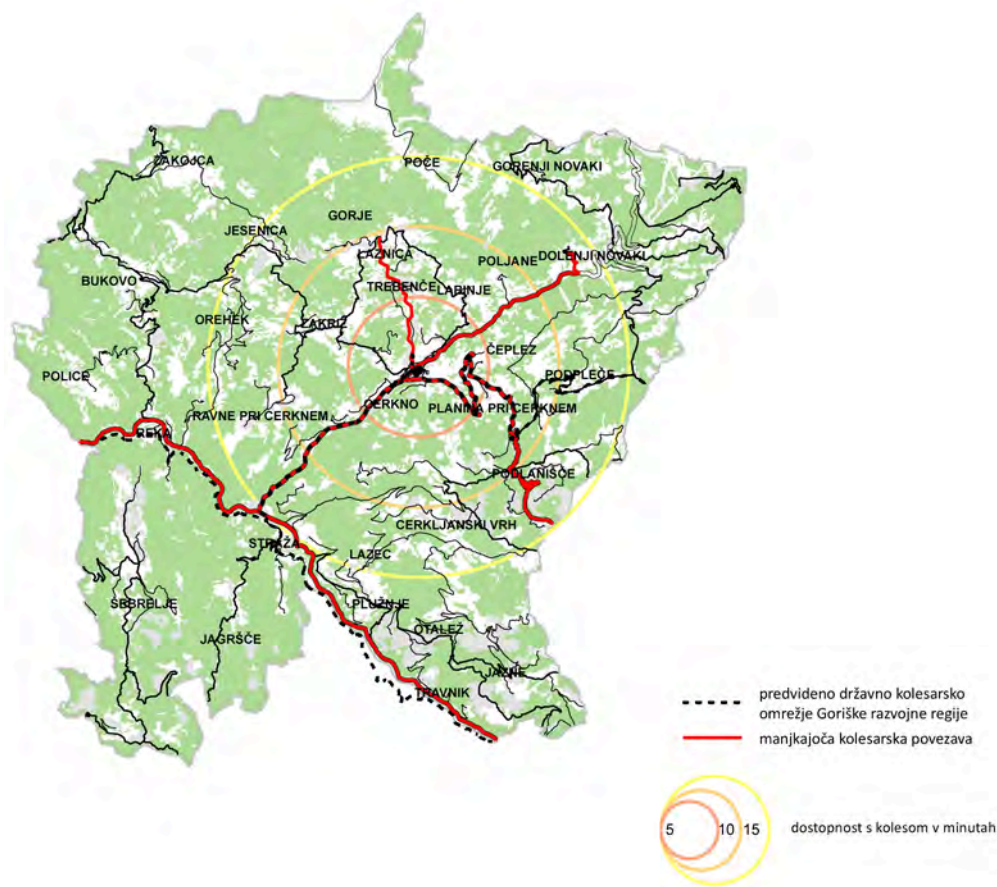 ZAKOJCA
POČE
GORENJI NOVAKI
GORJE
JESENICA
LAZNICA
POLJANE
DOLENJI NOVAKI
BUKOVO
TREBENČE
LABINJE
OREHEK
ZAKRIŽ
ČEPLEZ
POLICE
PODPLEČE
CERKNO
PLANINA PRI CERKNEM
RAVNE PRI CERKNEM
REKA
PODLANIŠČE
CERKLJANSKI VRH
STRAŽA
LAZEC
ŠEBRELJE
PLUŽNJE
OTALEŽ
JAGRŠČE
JAZNE
TRAVNIK
predvideno državno kolesarsko
omrežje Goriške razvojne regije
manjkajoča kolesarska povezava
5 10 15 dostopnost s kolesom v minutah